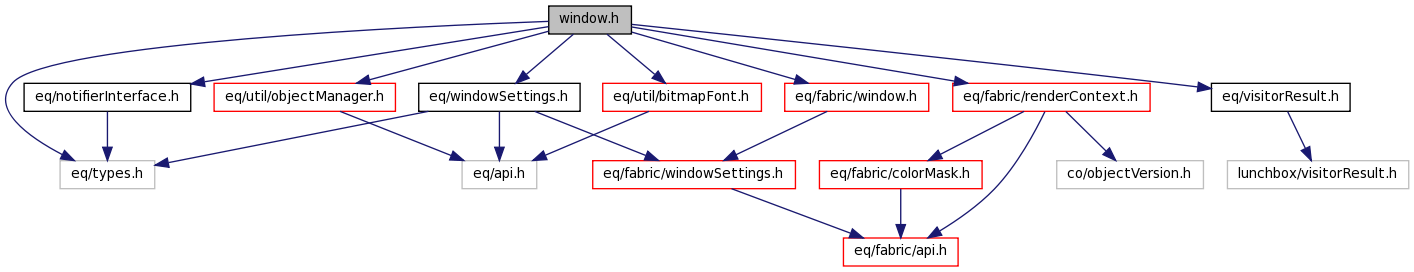 window.h
eq/notifierInterface.h
eq/util/objectManager.h
eq/windowSettings.h
eq/util/bitmapFont.h
eq/fabric/window.h
eq/fabric/renderContext.h
eq/visitorResult.h
eq/types.h
eq/api.h
eq/fabric/windowSettings.h
eq/fabric/colorMask.h
co/objectVersion.h
lunchbox/visitorResult.h
eq/fabric/api.h